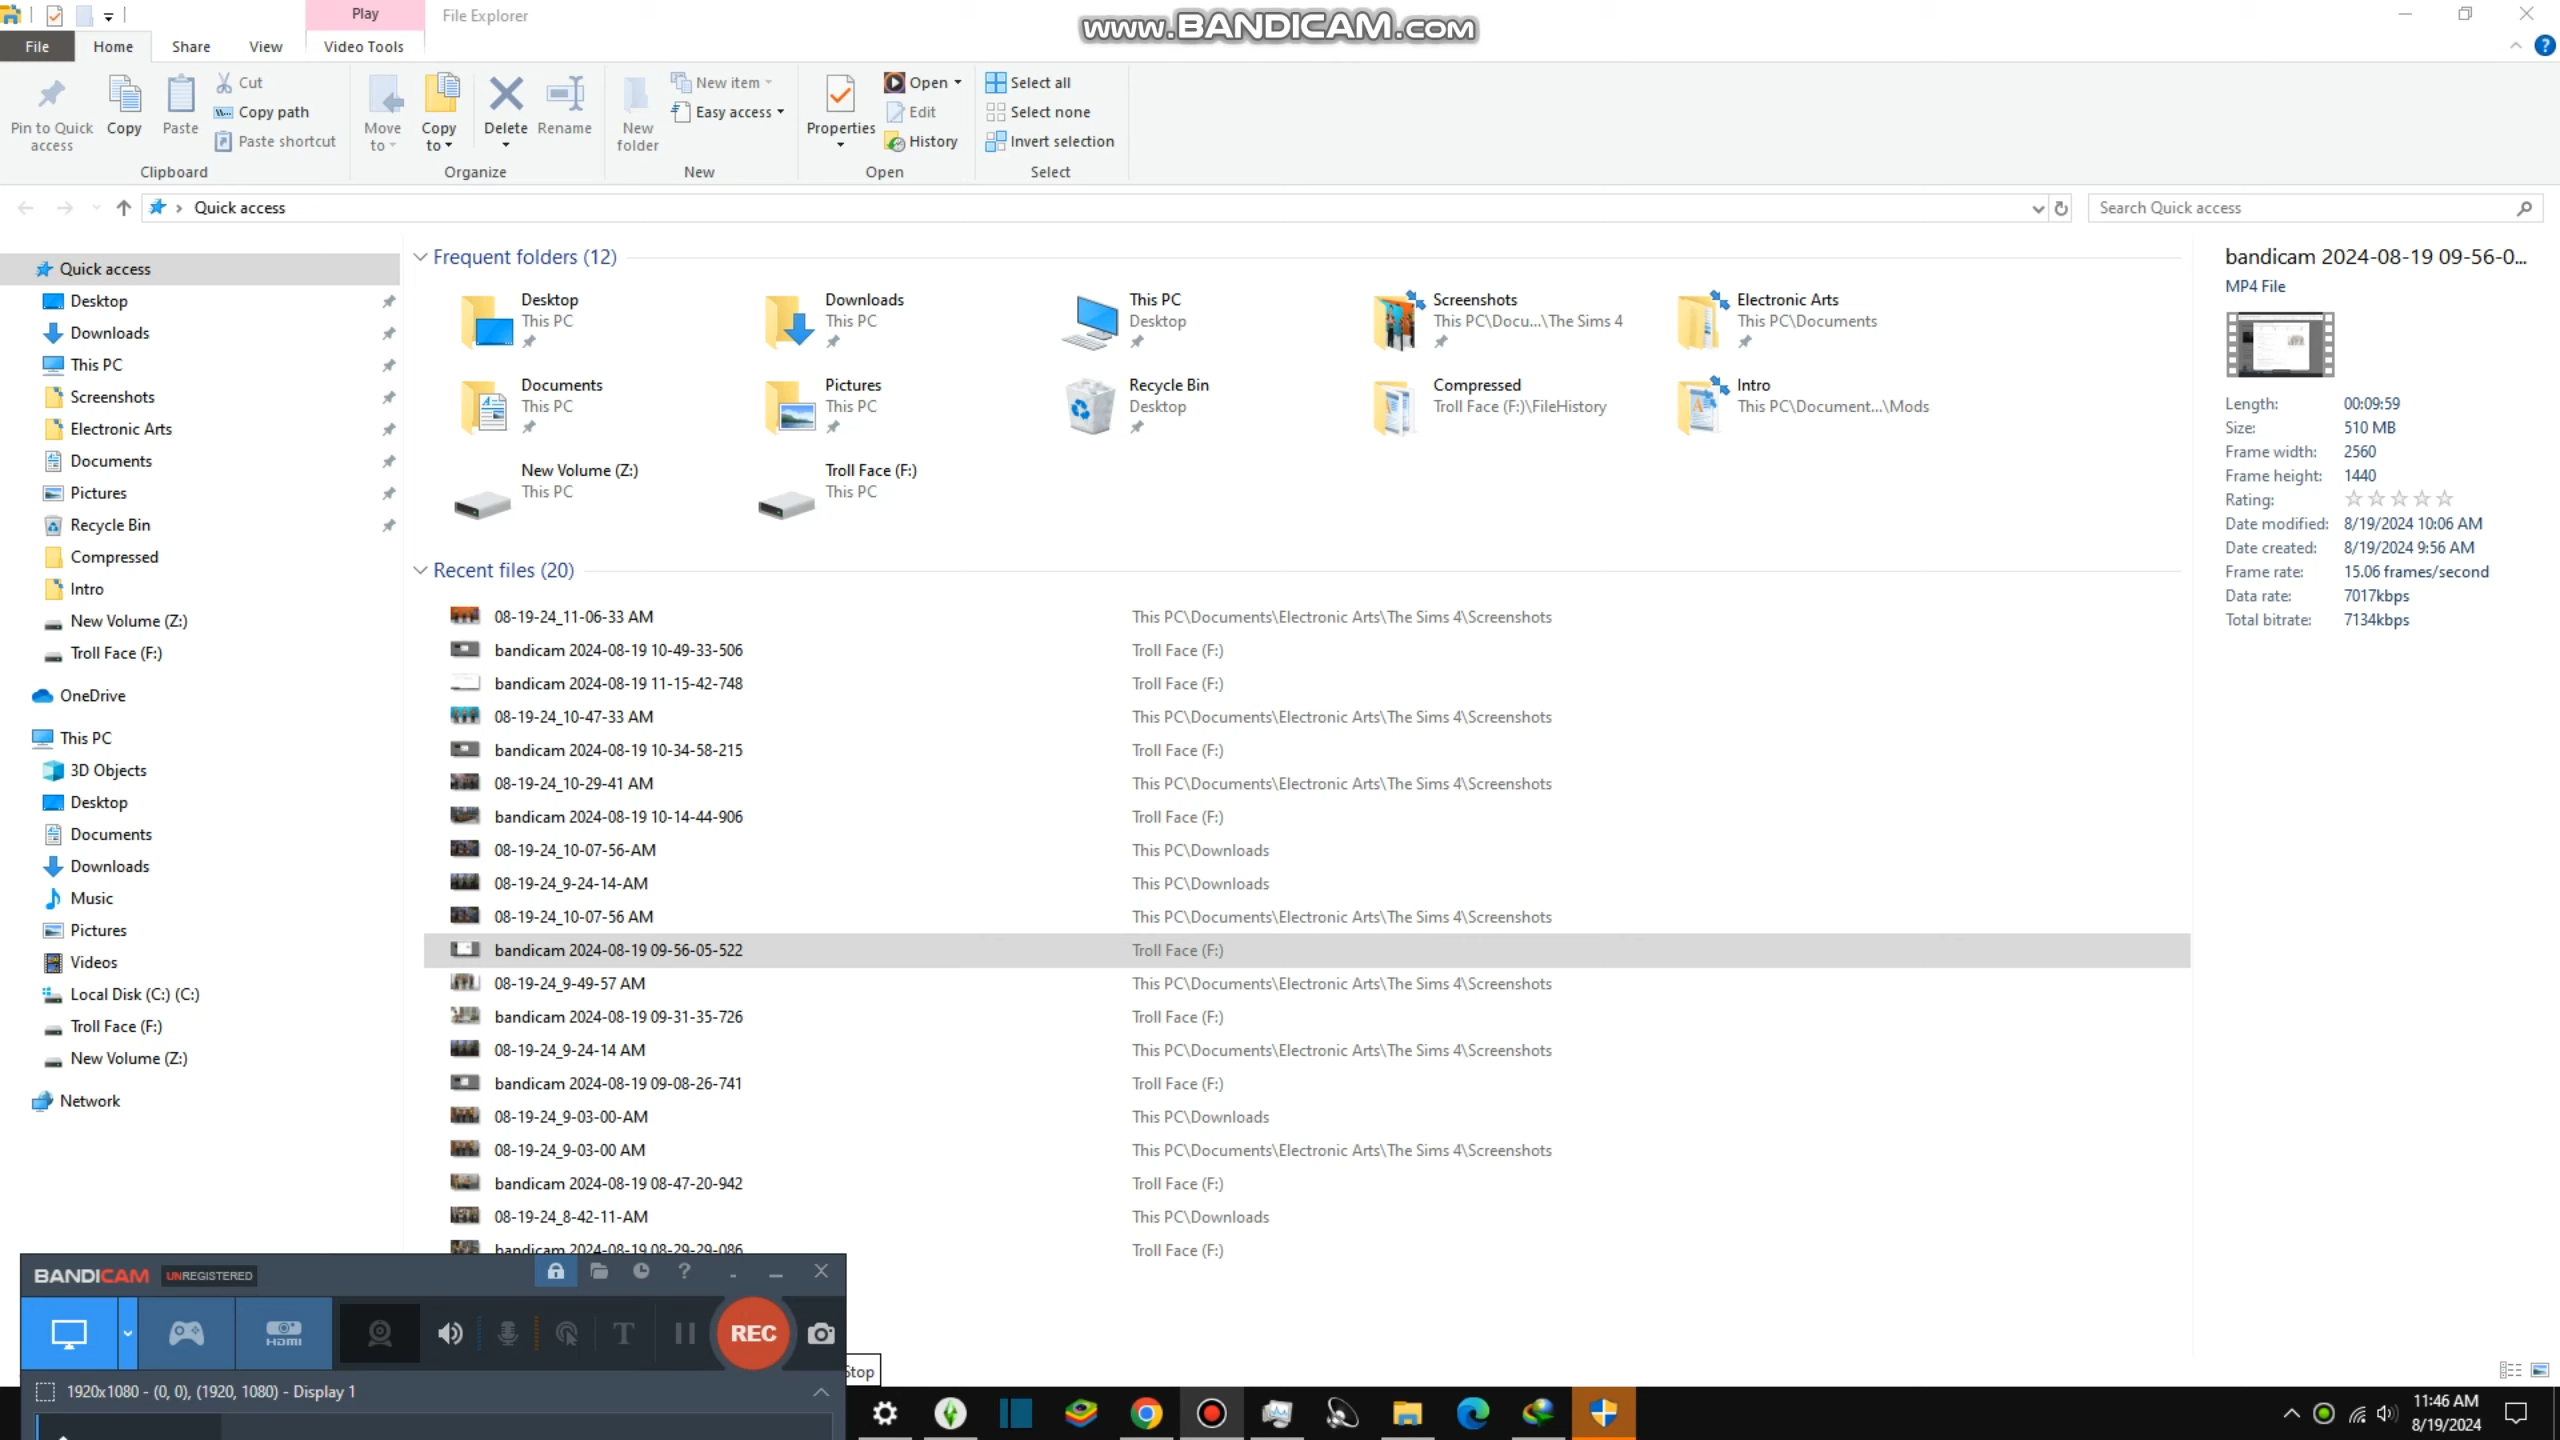 Play
File Explorer
www.BANDICAM.com
File
Home
Share
View
Video Tools
Pin to Quick access
Copy
Paste
Cut
Copy path
Paste shortcut
Move to
Copy to
Delete
Rename
New folder
New item
Easy access
Properties
Open
Edit
History
Select all
Select none
Invert selection
Clipboard
Organize
New
Open
Select
Quick access
Search Quick access
Quick access
Desktop
Downloads
This PC
Screenshots
Electronic Arts
Documents
Pictures
Recycle Bin
Compressed
Intro
New Volume (Z:)
Troll Face (F:)
OneDrive
This PC
3D Objects
Desktop
Documents
Downloads
Music
Pictures
Videos
Local Disk (C:) (C:)
Troll Face (F:)
New Volume (Z:)
Network
Frequent folders (12)
Desktop
This PC
Downloads
This PC
This PC
Desktop
Screenshots
This PC\Docu...\The Sims 4
Electronic Arts
This PC\Documents
Documents
This PC
Pictures
This PC
Recycle Bin
Desktop
Compressed
Troll Face (F:)\FileHistory
Intro
This PC\Document...\Mods
New Volume (Z:)
This PC
Troll Face (F:)
This PC
Recent files (20)
08-19-24_11-06-33 AM This PC\Documents\Electronic Arts\The Sims 4\Screenshots
bandicam 2024-08-19 10-49-33-506 Troll Face (F:)
bandicam 2024-08-19 11-15-42-748 Troll Face (F:)
08-19-24_10-47-33 AM This PC\Documents\Electronic Arts\The Sims 4\Screenshots
bandicam 2024-08-19 10-34-58-215 Troll Face (F:)
08-19-24_10-29-41 AM This PC\Documents\Electronic Arts\The Sims 4\Screenshots
bandicam 2024-08-19 10-14-44-906 Troll Face (F:)
08-19-24_10-07-56-AM This PC\Downloads
08-19-24_9-24-14-AM This PC\Downloads
08-19-24_10-07-56 AM This PC\Documents\Electronic Arts\The Sims 4\Screenshots
bandicam 2024-08-19 09-56-05-522 Troll Face (F:)
08-19-24_9-49-57 AM This PC\Documents\Electronic Arts\The Sims 4\Screenshots
bandicam 2024-08-19 09-31-35-726 Troll Face (F:)
08-19-24_9-24-14 AM This PC\Documents\Electronic Arts\The Sims 4\Screenshots
bandicam 2024-08-19 09-08-26-741 Troll Face (F:)
08-19-24_9-03-00-AM This PC\Downloads
08-19-24_9-03-00 AM This PC\Documents\Electronic Arts\The Sims 4\Screenshots
bandicam 2024-08-19 08-47-20-942 Troll Face (F:)
08-19-24_8-42-11-AM This PC\Downloads
bandicam 2024-08-19 08-29-29-086 Troll Face (F:)
bandicam 2024-08-19 09-56-0...
MP4 File
Length: 00:09:59
Size: 510 MB
Frame width: 2560
Frame height: 1440
Rating:
Date modified: 8/19/2024 10:06 AM
Date created: 8/19/2024 9:56 AM
Frame rate: 15.06 frames/second
Data rate: 7017kbps
Total bitrate: 7134kbps
BANDICAM UNREGISTERED
HDMI
T
REC
Stop
1920x1080 - (0, 0), (1920, 1080) - Display 1
11:46 AM
8/19/2024